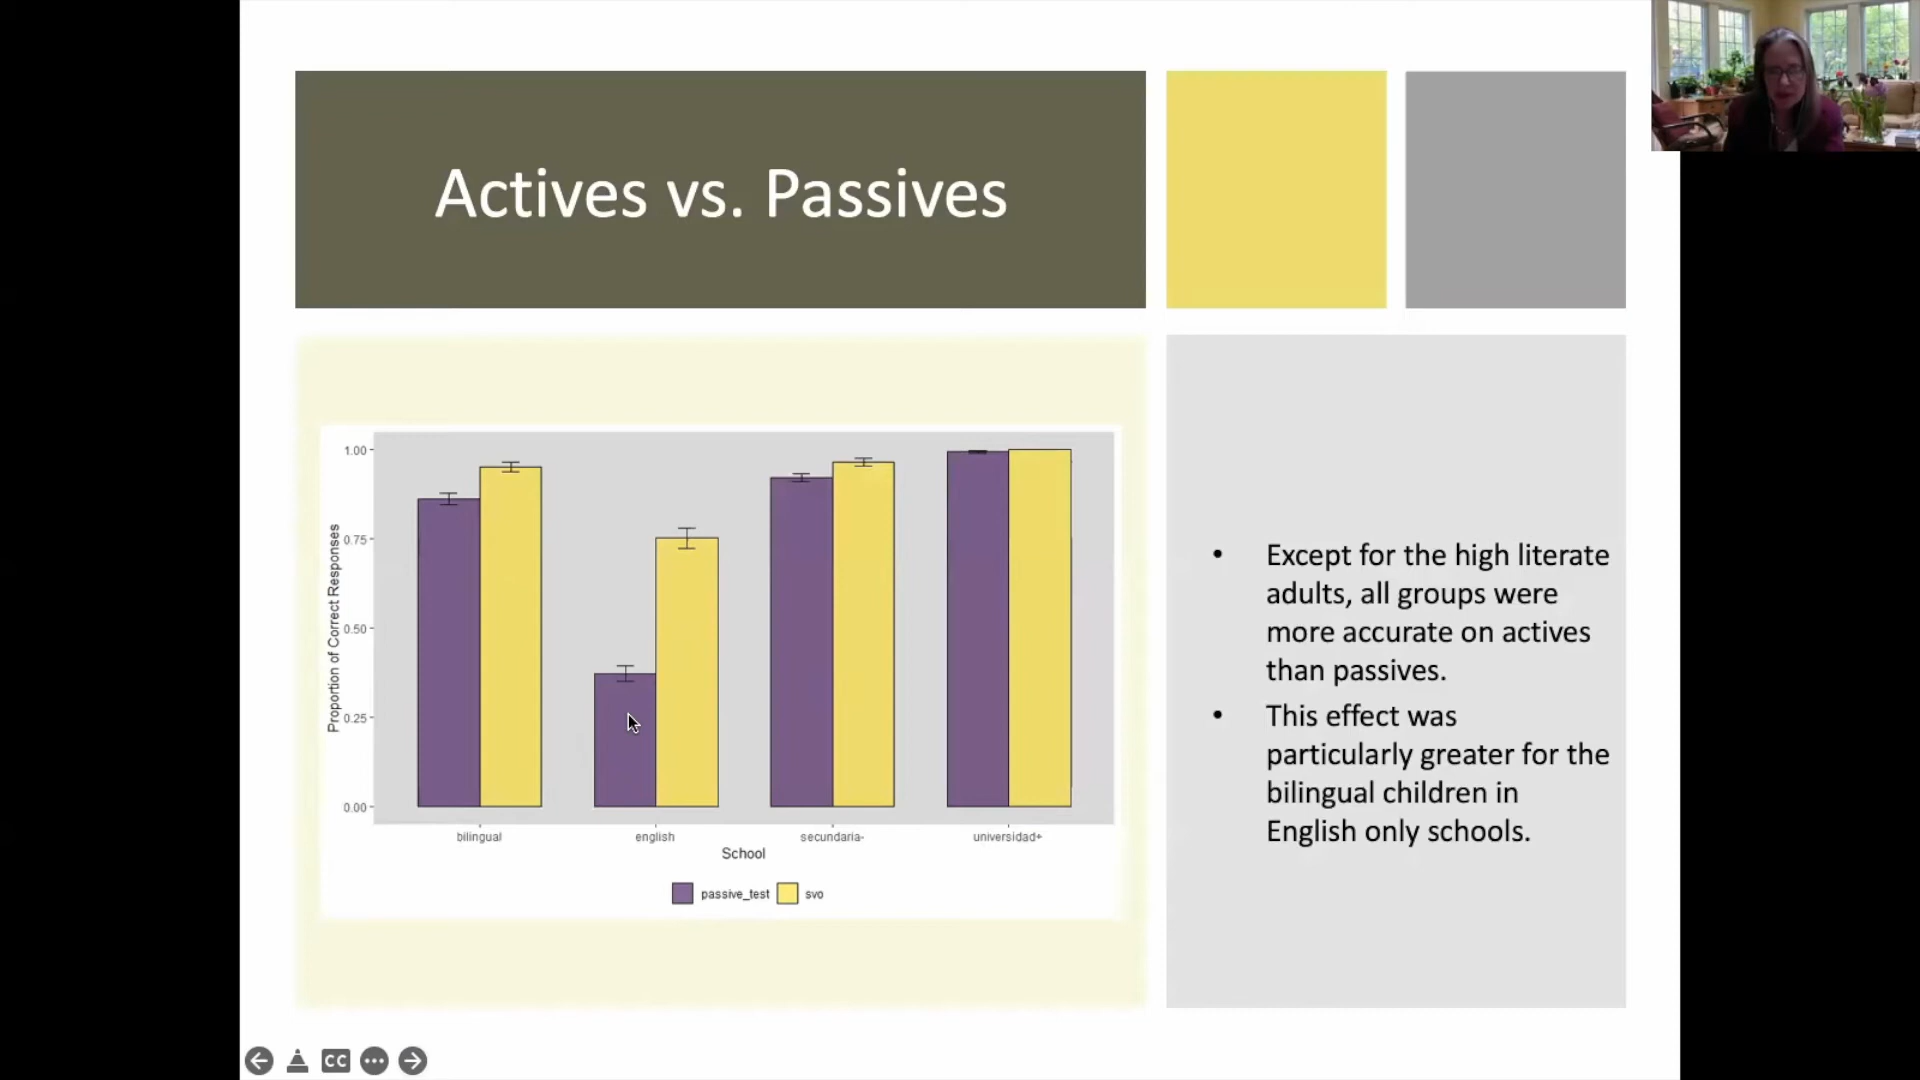 Actives vs. Passives
Proportion of Correct Responses
1.00
0.75
0.50
0.25
0.00
bilingual
english
secundaria-
universidad+
School
passive_test
svo
• Except for the high literate
adults, all groups were
more accurate on actives
than passives.
• This effect was
particularly greater for the
bilingual children in
English only schools.
CC